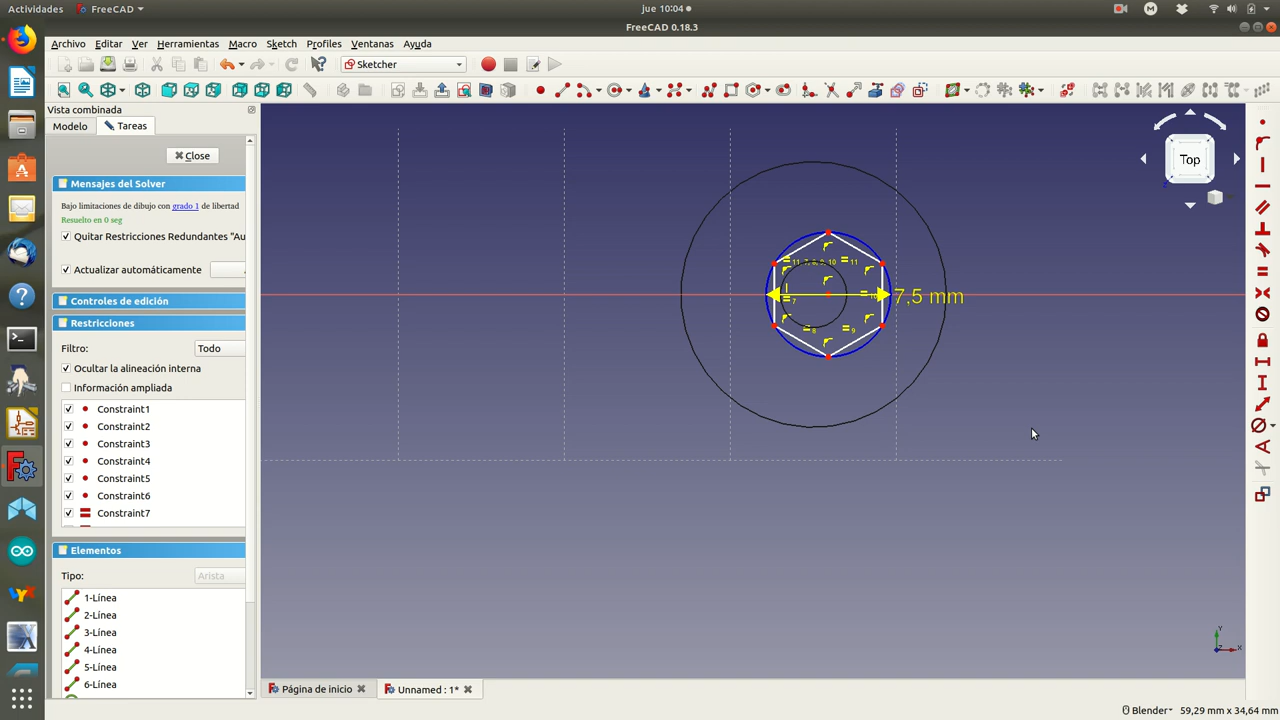 Actividades FreeCAD jue 10:04
FreeCAD 0.18.3
Archivo Editar Ver Herramientas Macro Sketch Profiles Ventanas Ayuda
Sketcher
Vista combinada
Modelo Tareas
Close
Mensajes del Solver
Bajo limitaciones de dibujo con grado 1 de libertad
Resuelto en 0 seg
Quitar Restricciones Redundantes "Au
Actualizar automáticamente
Controles de edición
Restricciones
Filtro: Todo
Ocultar la alineación interna
Información ampliada
Constraint1
Constraint2
Constraint3
Constraint4
Constraint5
Constraint6
Constraint7
Elementos
Tipo: Arista
1-Línea
2-Línea
3-Línea
4-Línea
5-Línea
6-Línea
7,5 mm
Top
Y
X
Página de inicio Unnamed : 1*
Blender 59,29 mm x 34,64 mm